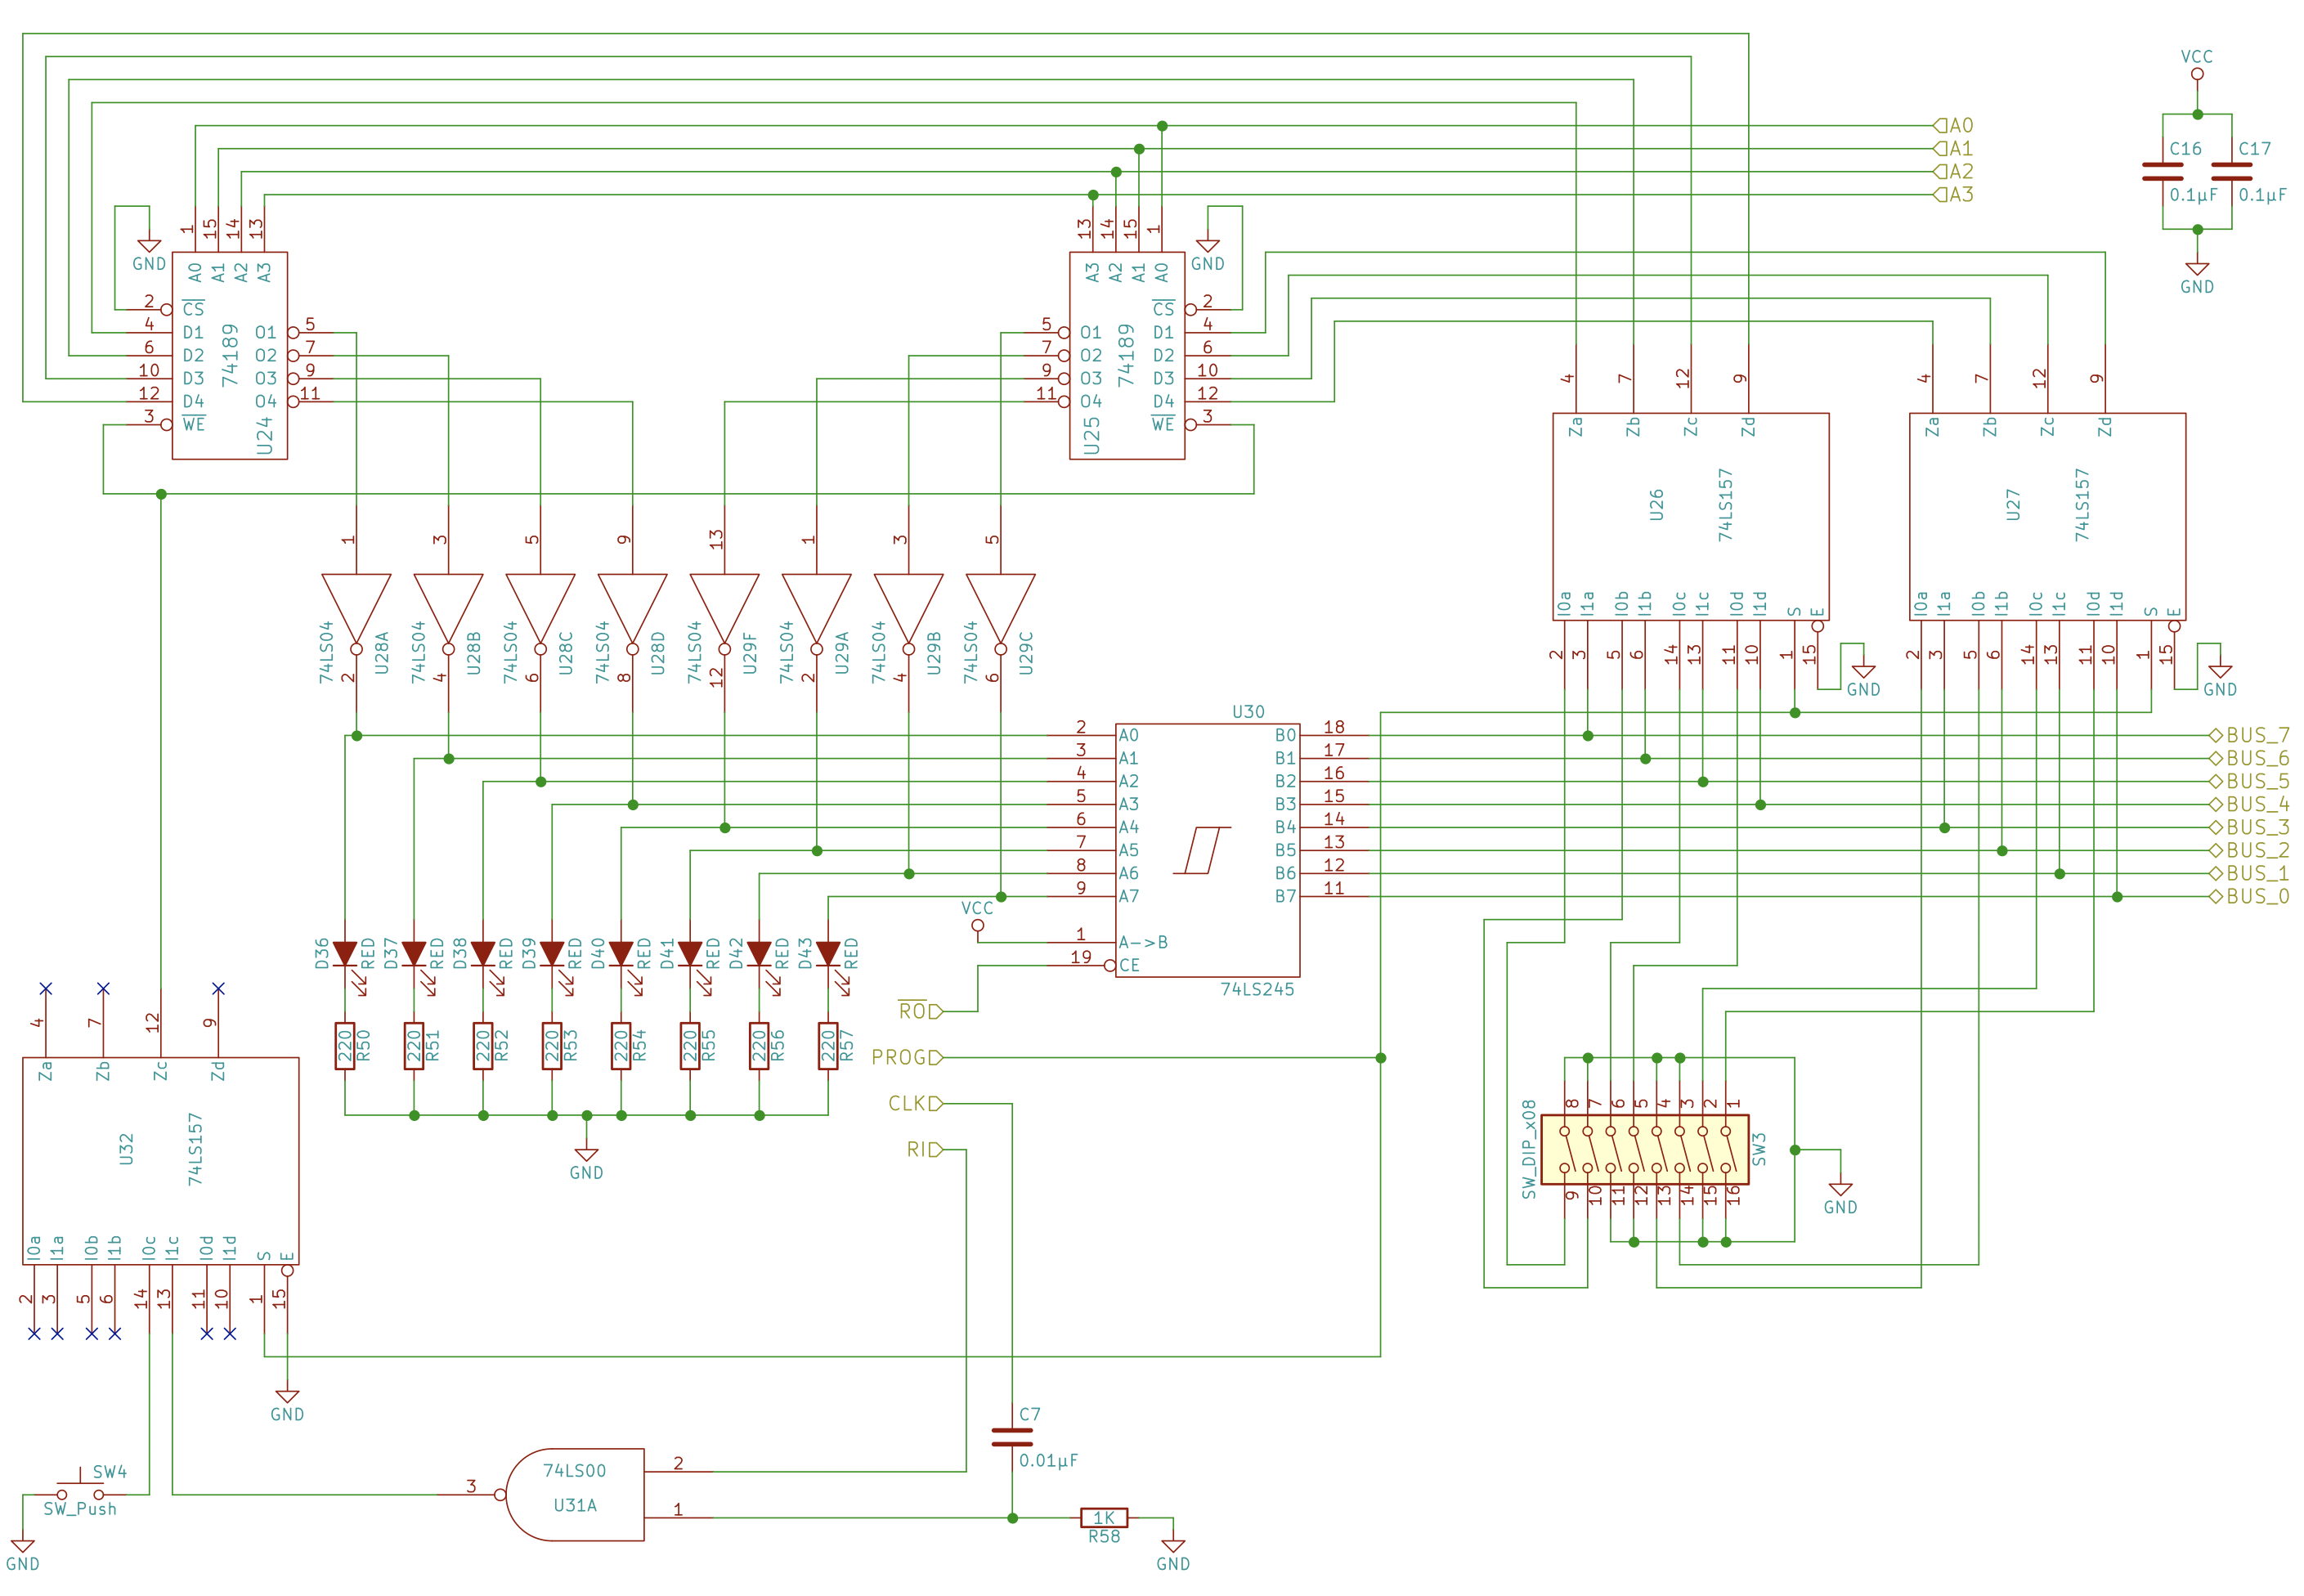 VCC
A0
A1
A2
A3
C16
0.1µF
C17
0.1µF
GND
GND
1
15
14
13
A0
A1
A2
A3
2
CS
4
D1
6
D2
10
D3
12
D4
3
WE
74189
U24
O1
5
O2
7
O3
9
O4
11
13
14
15
1
A3
A2
A1
A0
GND
5
O1
7
O2
9
O3
11
O4
74189
U25
CS
2
D1
4
D2
6
D3
10
D4
12
WE
3
4
7
12
9
Za
Zb
Zc
Zd
U26
74LS157
I0a
I1a
I0b
I1b
I0c
I1c
I0d
I1d
S
E
2
3
5
6
14
13
11
10
1
15
GND
4
7
12
9
Za
Zb
Zc
Zd
U27
74LS157
I0a
I1a
I0b
I1b
I0c
I1c
I0d
I1d
S
E
2
3
5
6
14
13
11
10
1
15
GND
1
3
5
9
13
1
3
5
74LS04
U28A
74LS04
U28B
74LS04
U28C
74LS04
U28D
74LS04
U29F
74LS04
U29A
74LS04
U29B
74LS04
U29C
2
4
6
8
12
2
4
6
U30
2 A0 B0 18
3 A1 B1 17
4 A2 B2 16
5 A3 B3 15
6 A4 B4 14
7 A5 B5 13
8 A6 B6 12
9 A7 B7 11
1 A->B
19 CE
74LS245
VCC
BUS_7
BUS_6
BUS_5
BUS_4
BUS_3
BUS_2
BUS_1
BUS_0
D36
RED
D37
RED
D38
RED
D39
RED
D40
RED
D41
RED
D42
RED
D43
RED
220
R50
220
R51
220
R52
220
R53
220
R54
220
R55
220
R56
220
R57
GND
RO
PROG
CLK
RI
4
7
12
9
Za
Zb
Zc
Zd
U32
74LS157
I0a
I1a
I0b
I1b
I0c
I1c
I0d
I1d
S
E
2
3
5
6
14
13
11
10
1
15
GND
SW_DIP_x08
8
7
6
5
4
3
2
1
SW3
9
10
11
12
13
14
15
16
GND
C7
0.01µF
SW4
SW_Push
GND
3
74LS00
U31A
2
1
1K
R58
GND